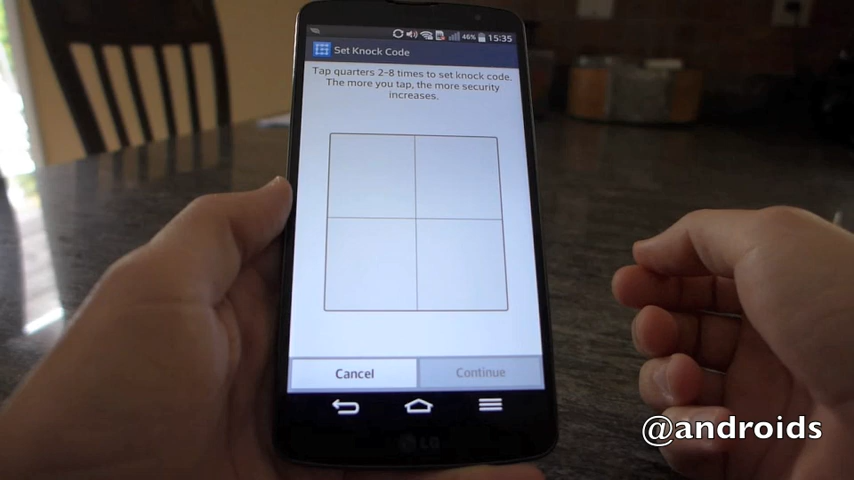 46% 15:35
Set Knock Code
Tap quarters 2-8 times to set knock code.
The more you tap, the more security
increases.
Cancel Continue
LG
@androids